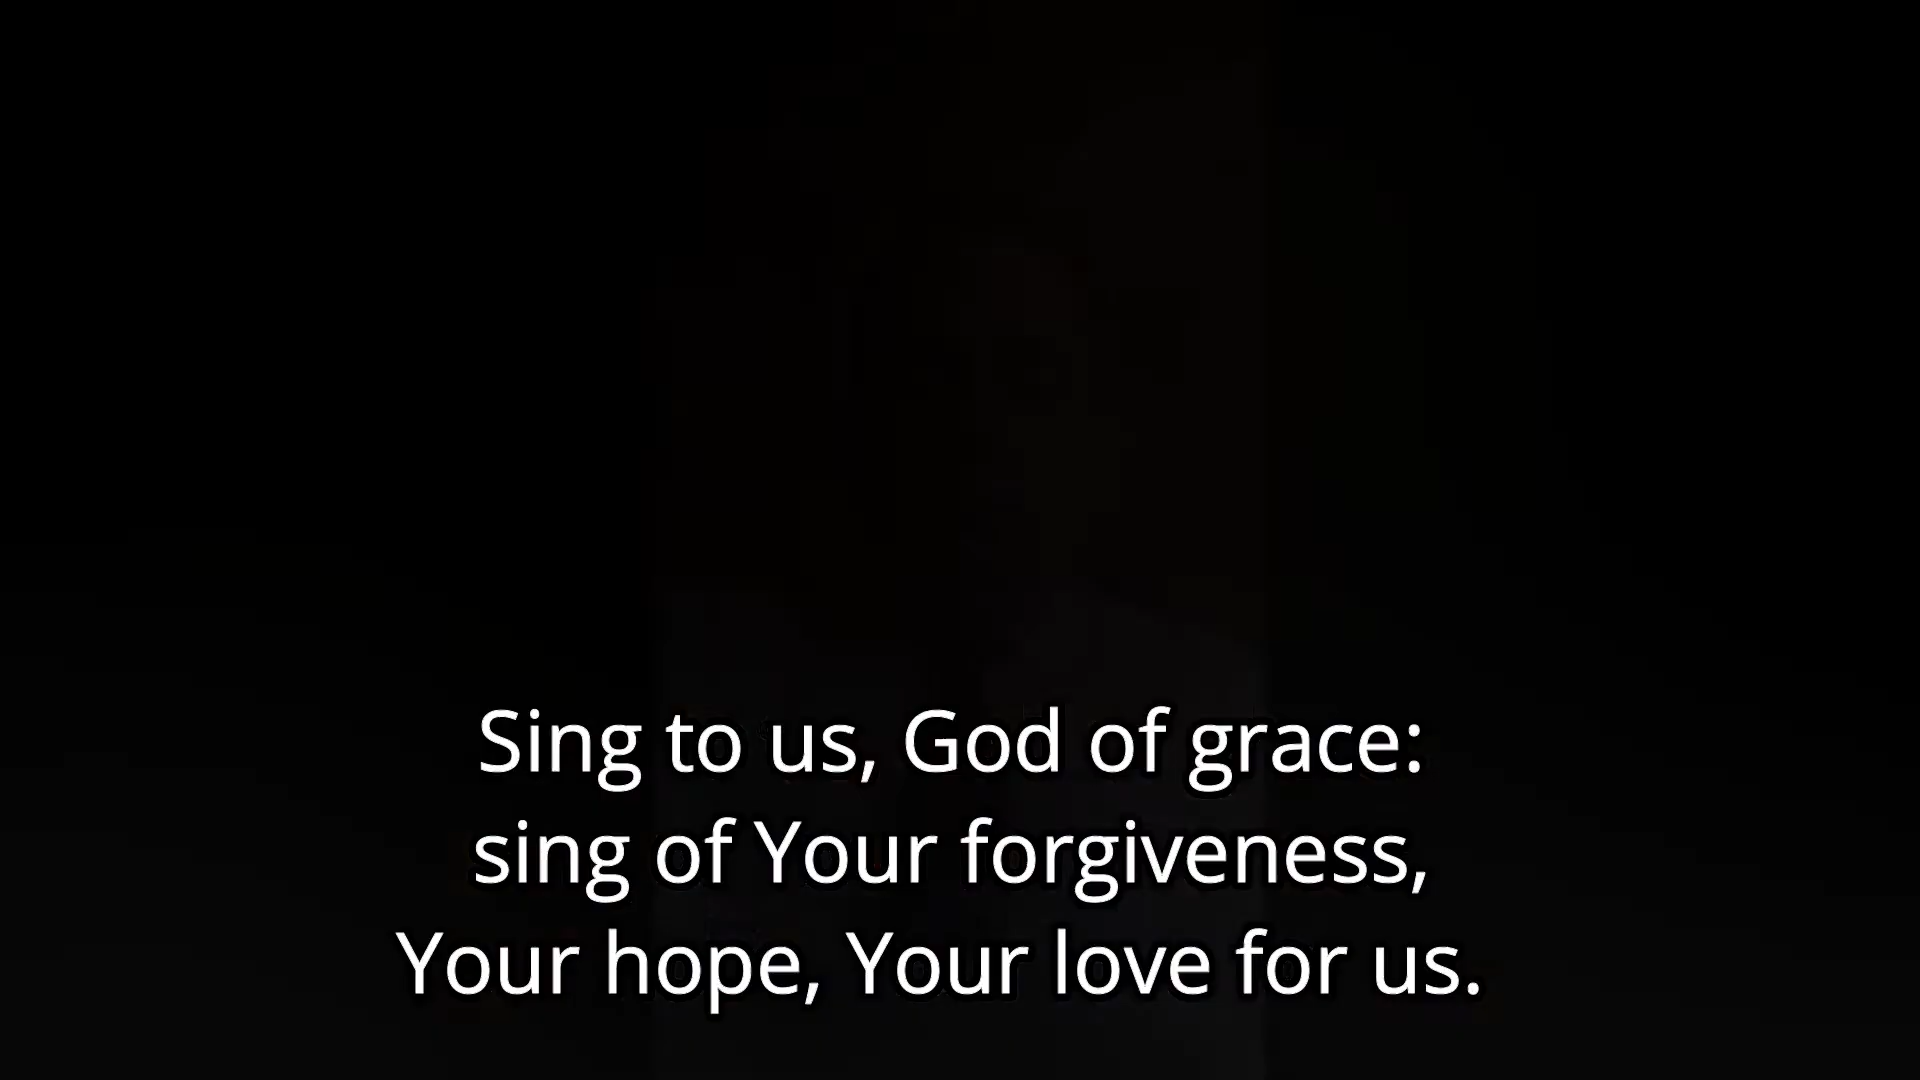 Sing to us, God of grace:
sing of Your forgiveness,
Your hope, Your love for us.